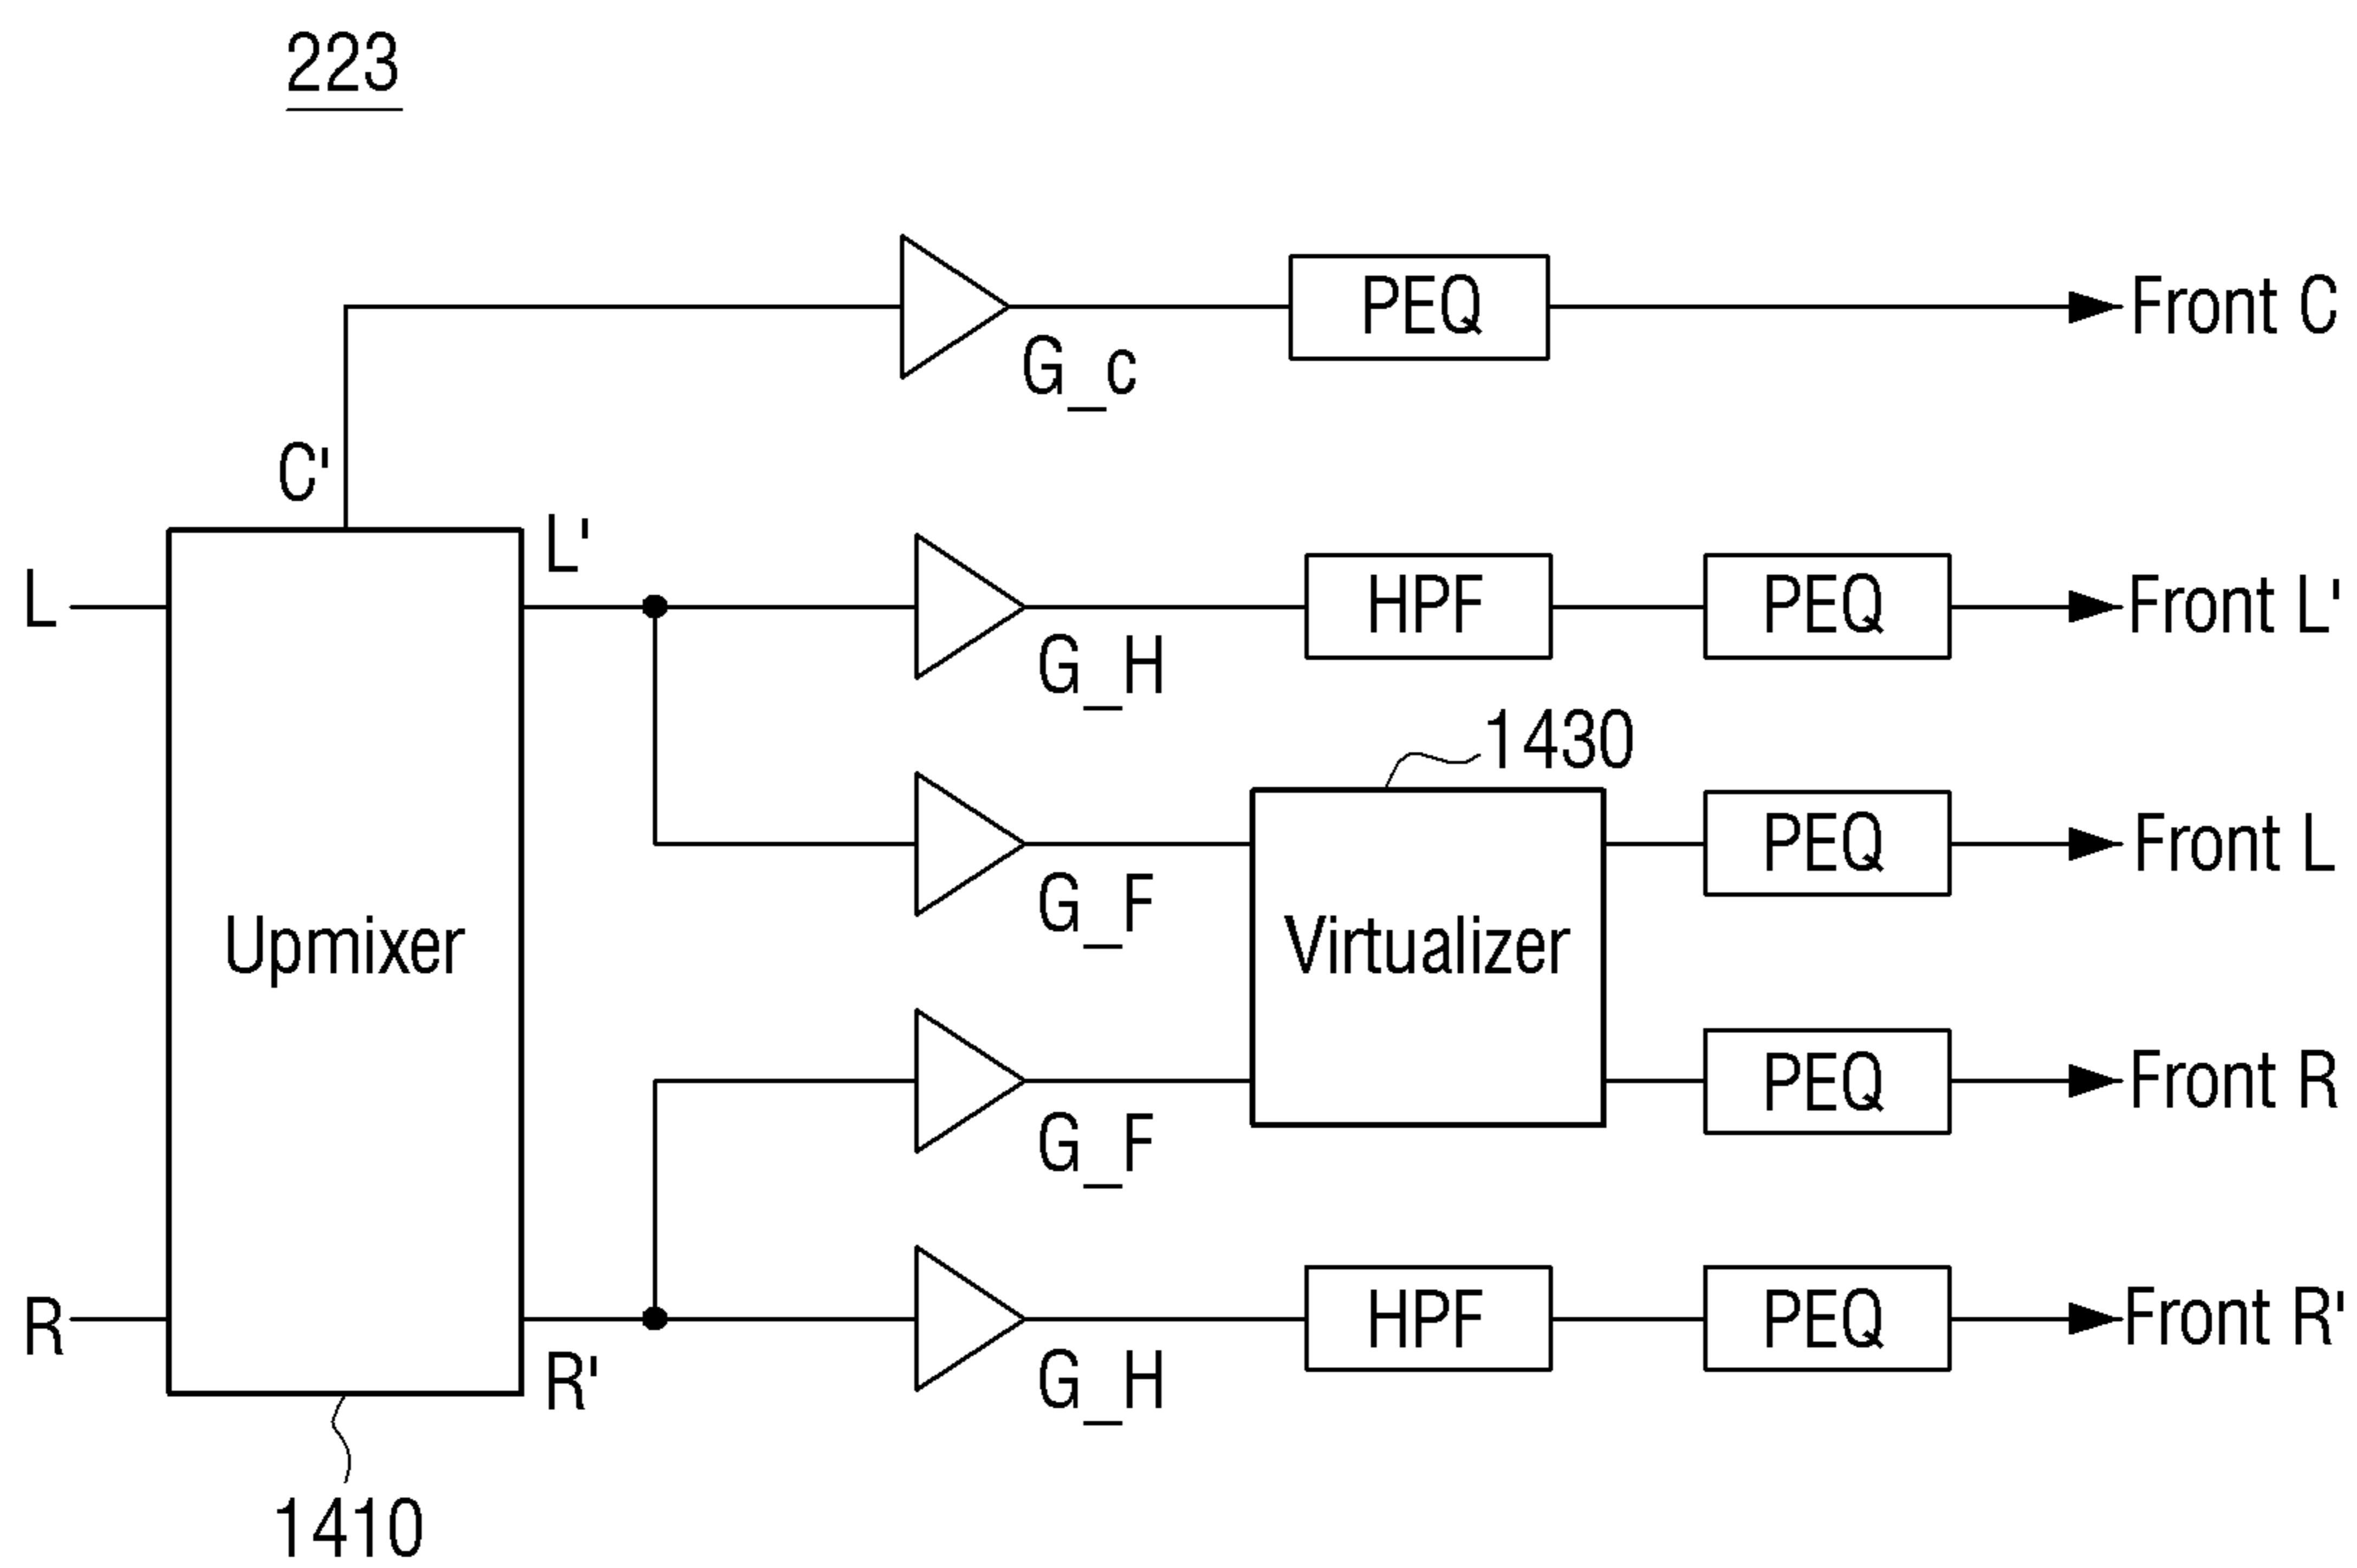 223
PEQ
Front C
G_c
C'
L'
L
HPF
PEQ
Front L'
G_H
1430
PEQ
Front L
G_F
Upmixer
Virtualizer
PEQ
Front R
G_F
R
HPF
PEQ
Front R'
R'
G_H
1410